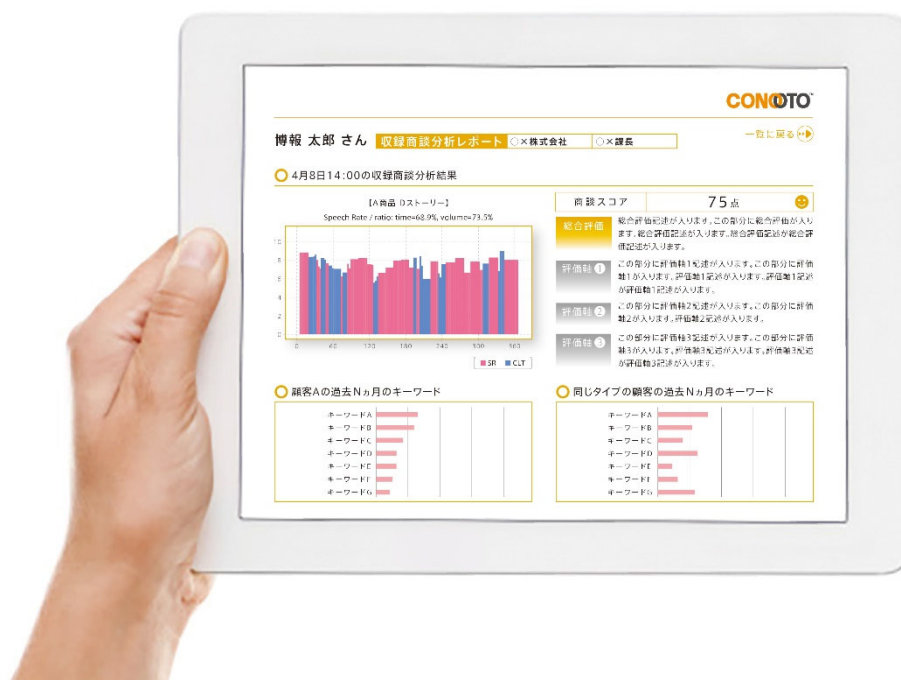 CONOOTO
博報 太郎 さん 収録商談分析レポート ○×株式会社 ○×課長
一覧に戻る
4月8日14:00の収録商談分析結果
【A商品 Dストーリー】
Speech Rate / ratio: time=68.9%, volume=73.5%
10
8
6
4
2
0
0 60 120 180 240 300 360
SR CLT
商談スコア 75点
総合評価
総合評価記述が入ります。この部分に総合評価が入り
ます。総合評価記述が入ります。総合評価記述が総合評
価記述が入ります。
評価軸 1
この部分に評価軸1記述が入ります。この部分に評価
軸1が入ります。評価軸1記述が入ります。評価軸1記述
が評価軸1記述が入ります。
評価軸 2
この部分に評価軸2記述が入ります。この部分に評価
軸2が入ります。評価軸2記述が入ります。
評価軸 3
この部分に評価軸3記述が入ります。この部分に評価
軸3が入ります。評価軸3記述が入ります。評価軸3記述
が評価軸3記述が入ります。
顧客Aの過去Nヵ月のキーワード
キーワードA
キーワードB
キーワードC
キーワードD
キーワードE
キーワードF
キーワードG
同じタイプの顧客の過去Nヵ月のキーワード
キーワードA
キーワードB
キーワードC
キーワードD
キーワードE
キーワードF
キーワードG